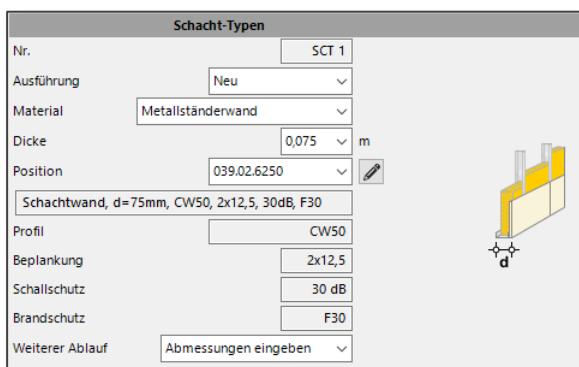 Schacht-Typen
Nr. SCT 1
Ausführung Neu
Material Metallständerwand
Dicke 0,075 m
Position 039.02.6250
Schachtwand, d=75mm, CW50, 2x12,5, 30dB, F30
Profil CW50
Beplankung 2x12,5
Schallschutz 30 dB
Brandschutz F30
Weiterer Ablauf Abmessungen eingeben
d